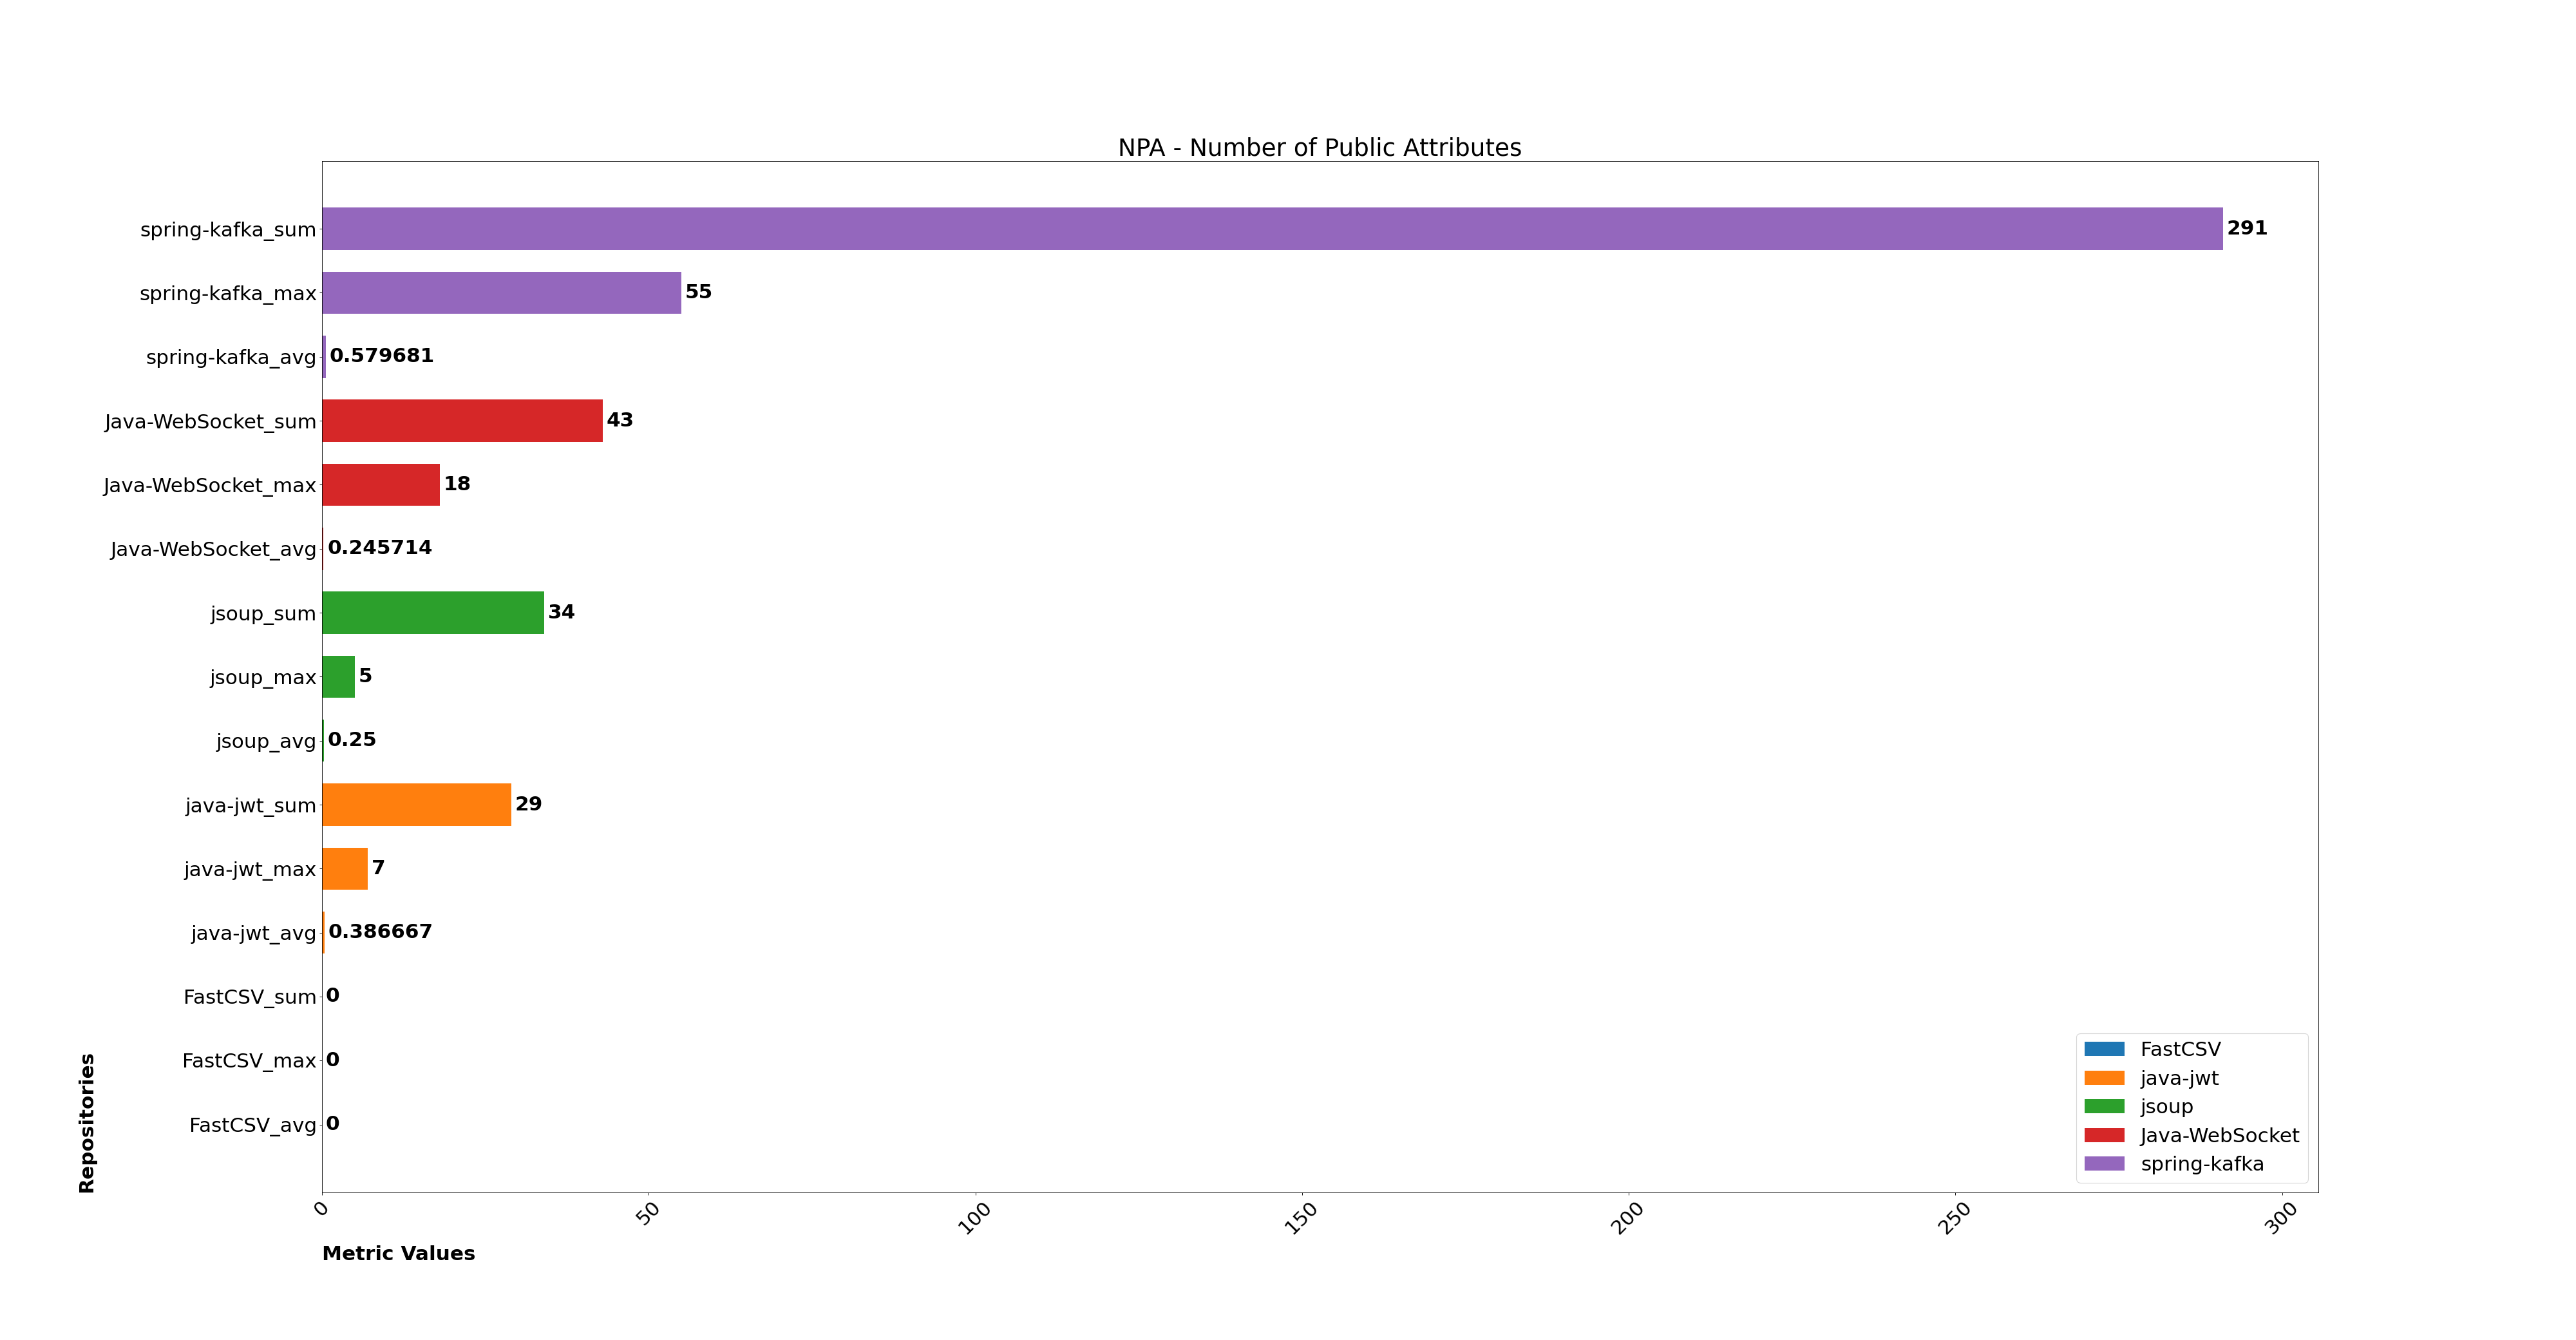 NPA - Number of Public Attributes
spring-kafka_sum 291
spring-kafka_max 55
spring-kafka_avg 0.579681
Java-WebSocket_sum 43
Java-WebSocket_max 18
Java-WebSocket_avg 0.245714
jsoup_sum 34
jsoup_max 5
jsoup_avg 0.25
java-jwt_sum 29
java-jwt_max 7
java-jwt_avg 0.386667
FastCSV_sum 0
FastCSV_max 0
FastCSV_avg 0
Repositories
FastCSV
java-jwt
jsoup
Java-WebSocket
spring-kafka
0 50 100 150 200 250 300
Metric Values